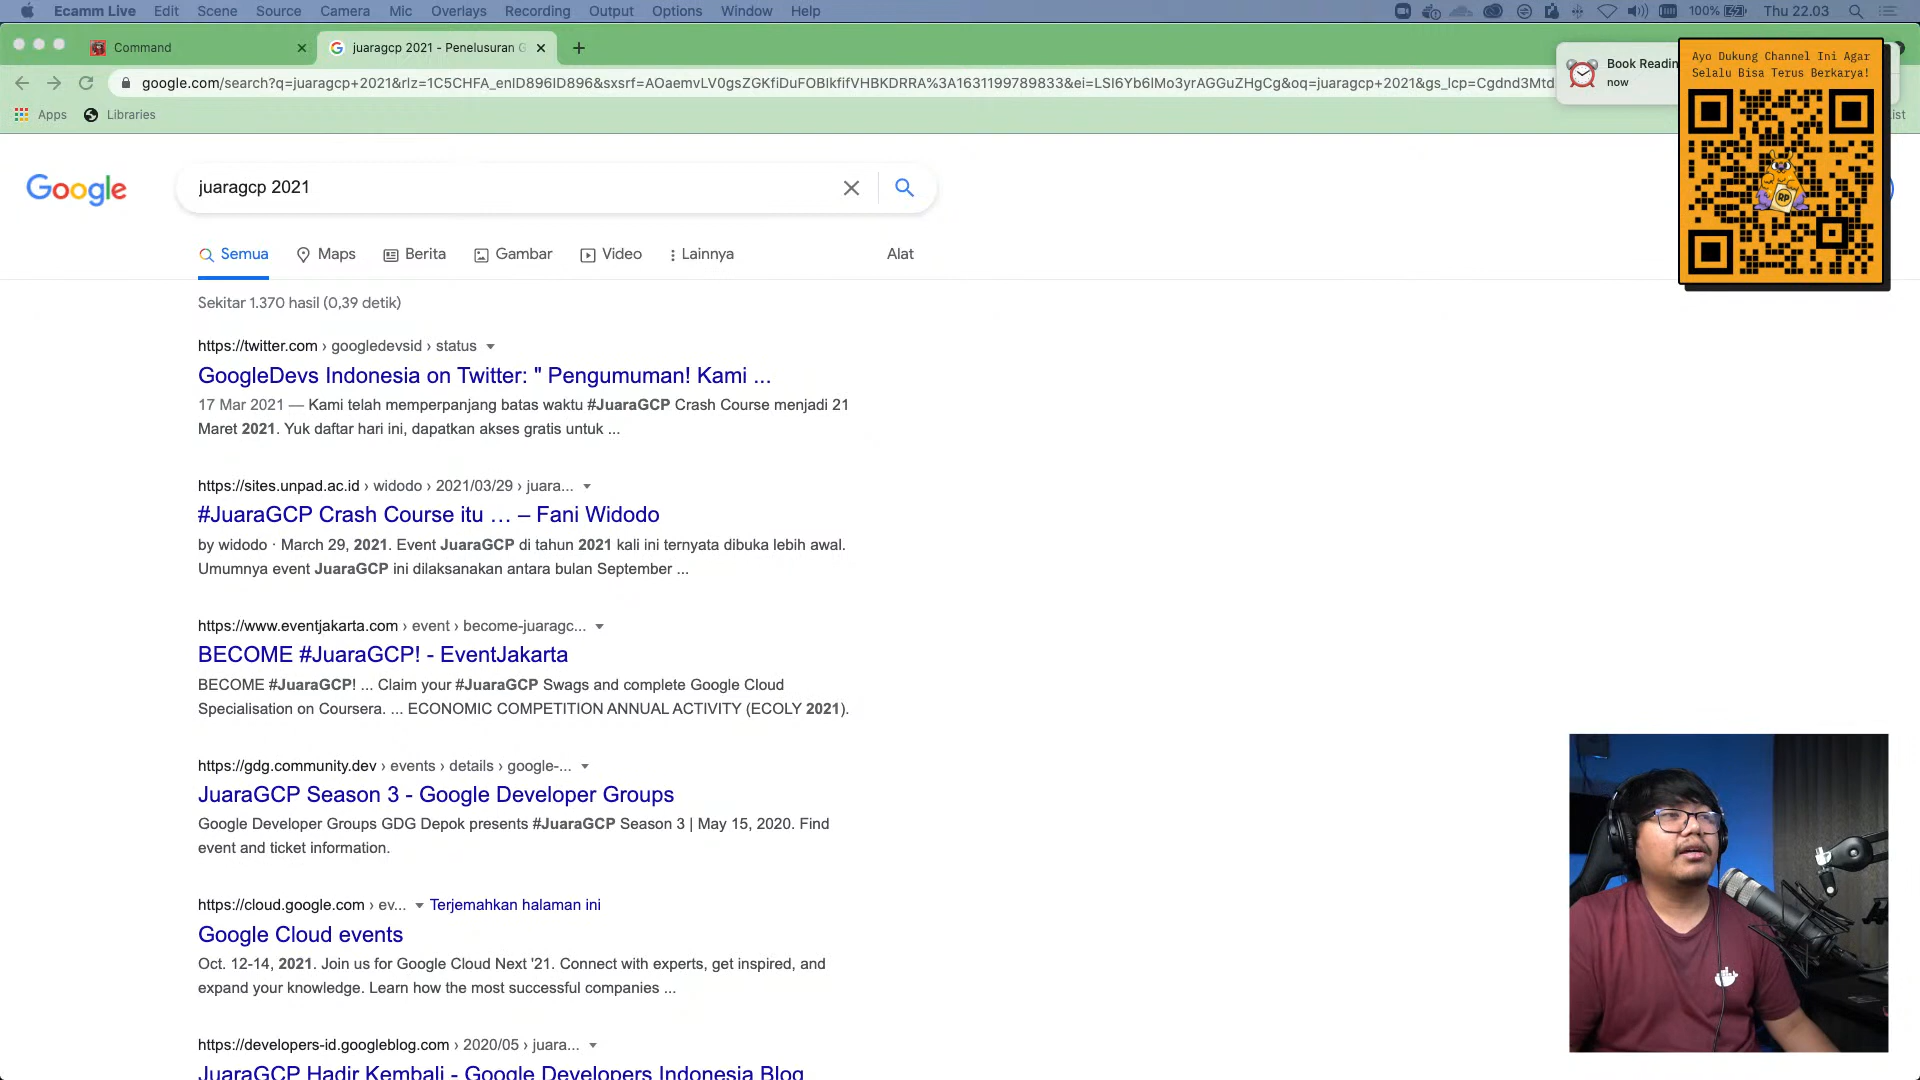 Ecamm Live Edit Scene Source Camera Mic Overlays Recording Output Options Window Help 100% Thu 22.03
Command
juaragcp 2021 - Penelusuran G
google.com/search?q=juaragcp+2021&rlz=1C5CHFA_enID896ID896&sxsrf=AOaemvLV0gsZGKfiDuFOBIkfifVHBKDRRA%3A1631199789833&ei=LSI6Yb6lMo3yrAGGuZHgCg&oq=juaragcp+2021&gs_lcp=Cgdnd3Mtd
Apps Libraries
Book Readin
now
Ayo Dukung Channel Ini Agar
Selalu Bisa Terus Berkarya!
RP
Google
juaragcp 2021
Semua Maps Berita Gambar Video Lainnya Alat
Sekitar 1.370 hasil (0,39 detik)
https://twitter.com › googledevsid › status
GoogleDevs Indonesia on Twitter: " Pengumuman! Kami ...
17 Mar 2021 — Kami telah memperpanjang batas waktu #JuaraGCP Crash Course menjadi 21
Maret 2021. Yuk daftar hari ini, dapatkan akses gratis untuk ...
https://sites.unpad.ac.id › widodo › 2021/03/29 › juara...
#JuaraGCP Crash Course itu … – Fani Widodo
by widodo · March 29, 2021. Event JuaraGCP di tahun 2021 kali ini ternyata dibuka lebih awal.
Umumnya event JuaraGCP ini dilaksanakan antara bulan September ...
https://www.eventjakarta.com › event › become-juaragc...
BECOME #JuaraGCP! - EventJakarta
BECOME #JuaraGCP! ... Claim your #JuaraGCP Swags and complete Google Cloud
Specialisation on Coursera. ... ECONOMIC COMPETITION ANNUAL ACTIVITY (ECOLY 2021).
https://gdg.community.dev › events › details › google-...
JuaraGCP Season 3 - Google Developer Groups
Google Developer Groups GDG Depok presents #JuaraGCP Season 3 | May 15, 2020. Find
event and ticket information.
https://cloud.google.com › ev... Terjemahkan halaman ini
Google Cloud events
Oct. 12-14, 2021. Join us for Google Cloud Next '21. Connect with experts, get inspired, and
expand your knowledge. Learn how the most successful companies ...
https://developers-id.googleblog.com › 2020/05 › juara...
JuaraGCP Hadir Kembali - Google Developers Indonesia Blog